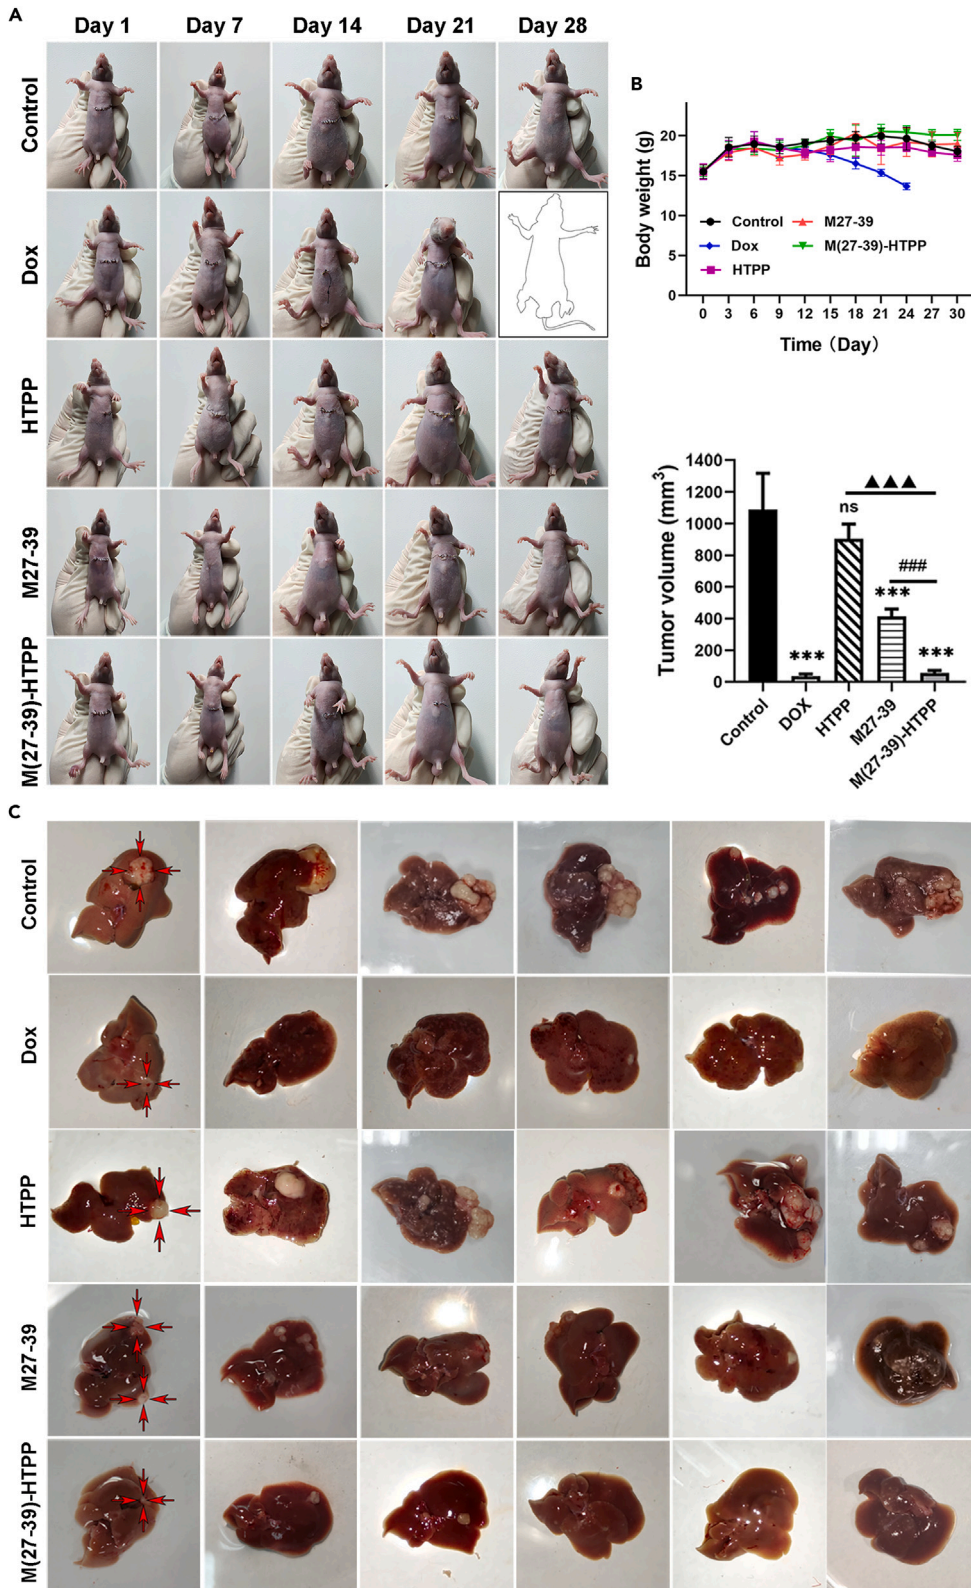 A
Day 1 Day 7 Day 14 Day 21 Day 28
Control
Dox
HTPP
M27-39
M(27-39)-HTPP
B
Body weight (g)
20
15
10
5
0
Control
Dox
HTPP
M27-39
M(27-39)-HTPP
0 3 6 9 12 15 18 21 24 27 30
Time (Day)
Tumor volume (mm3)
1400
1200
1000
800
600
400
200
0
▲▲▲
ns
###
***
***
***
Control
DOX
HTPP
M27-39
M(27-39)-HTPP
C
Control
Dox
HTPP
M27-39
M(27-39)-HTPP